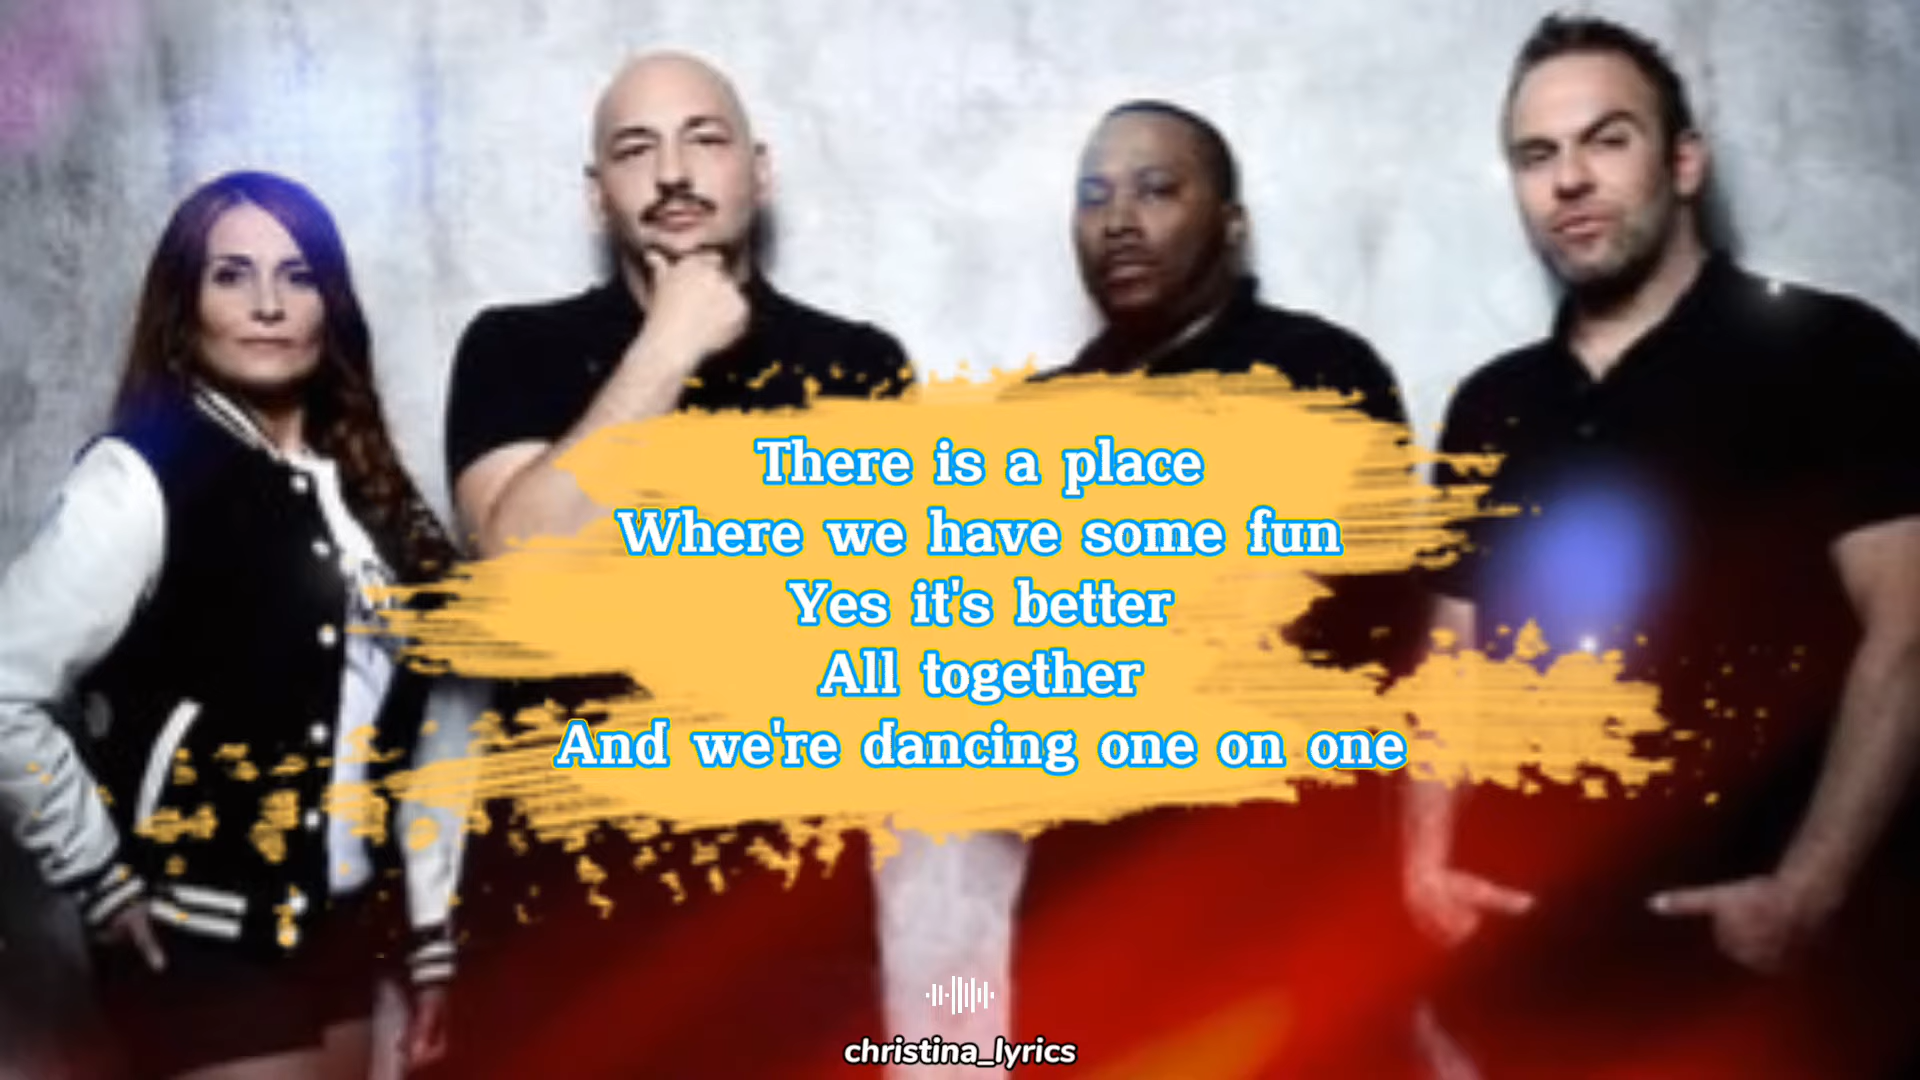 There is a place
Where we have some fun
Yes it's better
All together
And we're dancing one on one
christina_lyrics